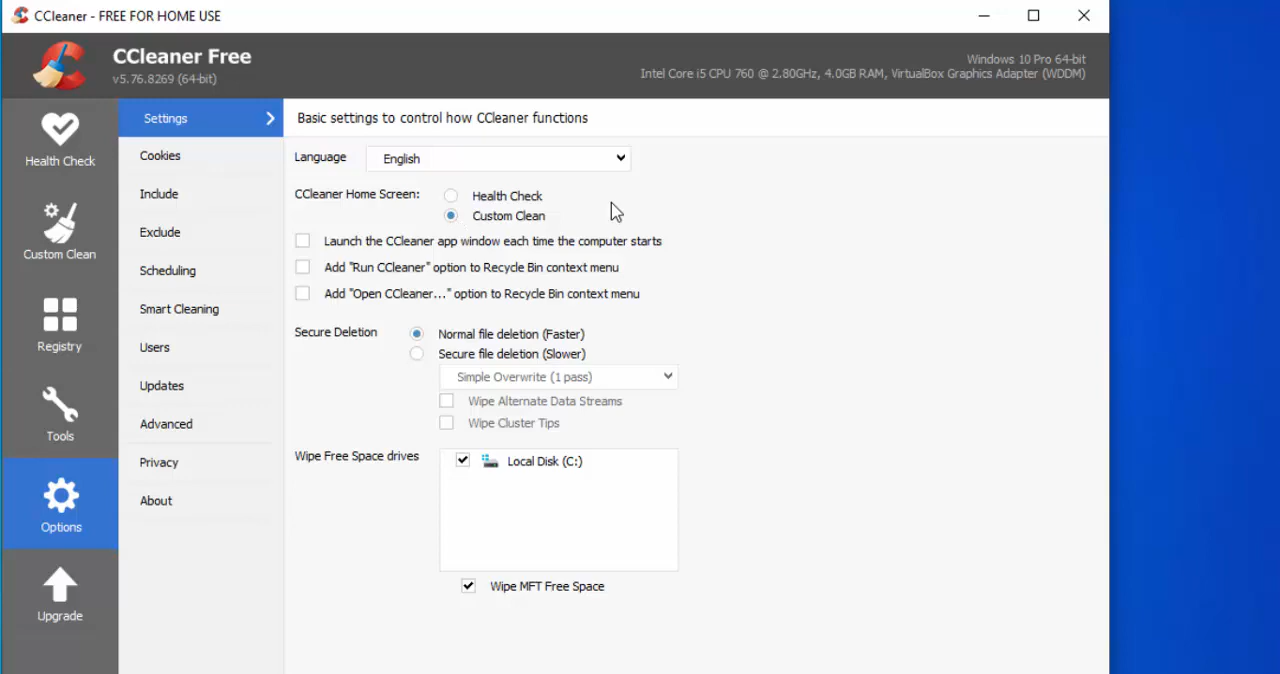 CCleaner - FREE FOR HOME USE
CCleaner Free
v5.76.8269 (64-bit)
Windows 10 Pro 64-bit
Intel Core i5 CPU 760 @ 2.80GHz, 4.0GB RAM, VirtualBox Graphics Adapter (WDDM)
Health Check
Custom Clean
Registry
Tools
Options
Upgrade
Settings
Cookies
Include
Exclude
Scheduling
Smart Cleaning
Users
Updates
Advanced
Privacy
About
Basic settings to control how CCleaner functions
Language English
CCleaner Home Screen: Health Check
Custom Clean
Launch the CCleaner app window each time the computer starts
Add "Run CCleaner" option to Recycle Bin context menu
Add "Open CCleaner..." option to Recycle Bin context menu
Secure Deletion Normal file deletion (Faster)
Secure file deletion (Slower)
Simple Overwrite (1 pass)
Wipe Alternate Data Streams
Wipe Cluster Tips
Wipe Free Space drives Local Disk (C:)
Wipe MFT Free Space